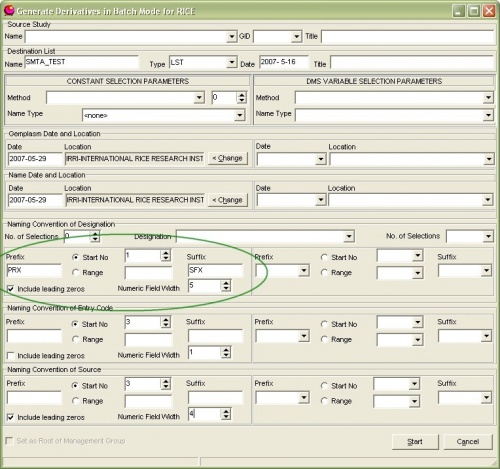 Generate Derivatives in Batch Mode for RICE
Source Study
Name GID Title
Destination List
Name SMTA_TEST Type LST Date 2007- 5-16 Title
CONSTANT SELECTION PARAMETERS DMS VARIABLE SELECTION PARAMETERS
Method 0 Method
Name Type <none> Name Type
Germplasm Date and Location
Date Location Date Location
2007-05-29 IRRI-INTERNATIONAL RICE RESEARCH INST < Change
Name Date and Location
Date Location Date Location
2007-05-29 IRRI-INTERNATIONAL RICE RESEARCH INST < Change
Naming Convention of Designation
No. of Selections 0 Designation No. of Selections
Prefix Start No 1 Suffix Prefix Start No Suffix
PRX Range SFX Range
Include leading zeros Numeric Field Width 5
Naming Convention of Entry Code
Prefix Start No 3 Suffix Prefix Start No Suffix
Range Range
Include leading zeros Numeric Field Width 1
Naming Convention of Source
Prefix Start No 3 Suffix Prefix Start No Suffix
Range Range
Include leading zeros Numeric Field Width 4
Set as Root of Management Group Start Cancel